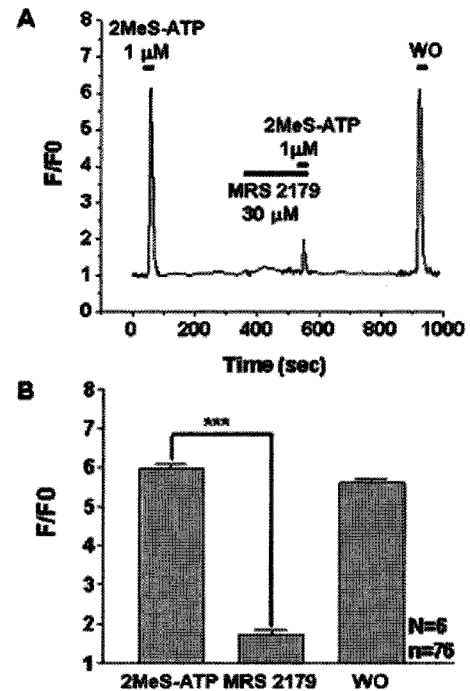 A
2MeS-ATP
1 µM
WO
2MeS-ATP
1µM
MRS 2179
30 µM
F/F0
8
7
6
5
4
3
2
1
0
0 200 400 600 800 1000
Time (sec)
B
***
F/F0
8
7
6
5
4
3
2
1
N=6
n=76
2MeS-ATP MRS 2179 WO